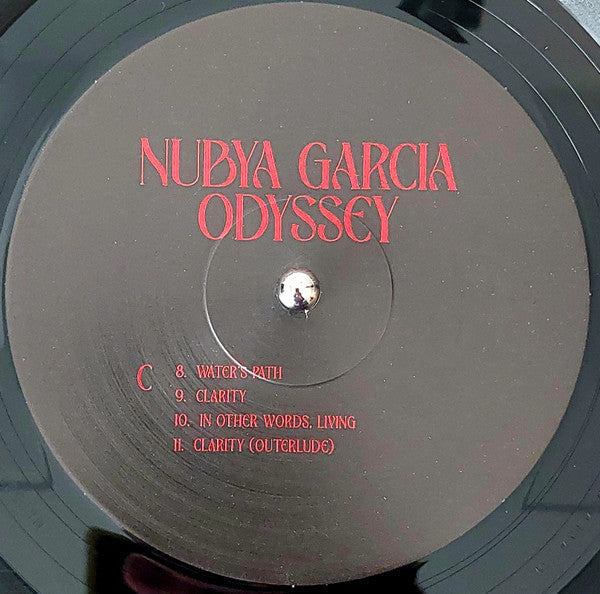 NUBYA GARCIA
ODYSSEY
C
8. WATER'S PATH
9. CLARITY
10. IN OTHER WORDS, LIVING
11. CLARITY (OUTERLUDE)